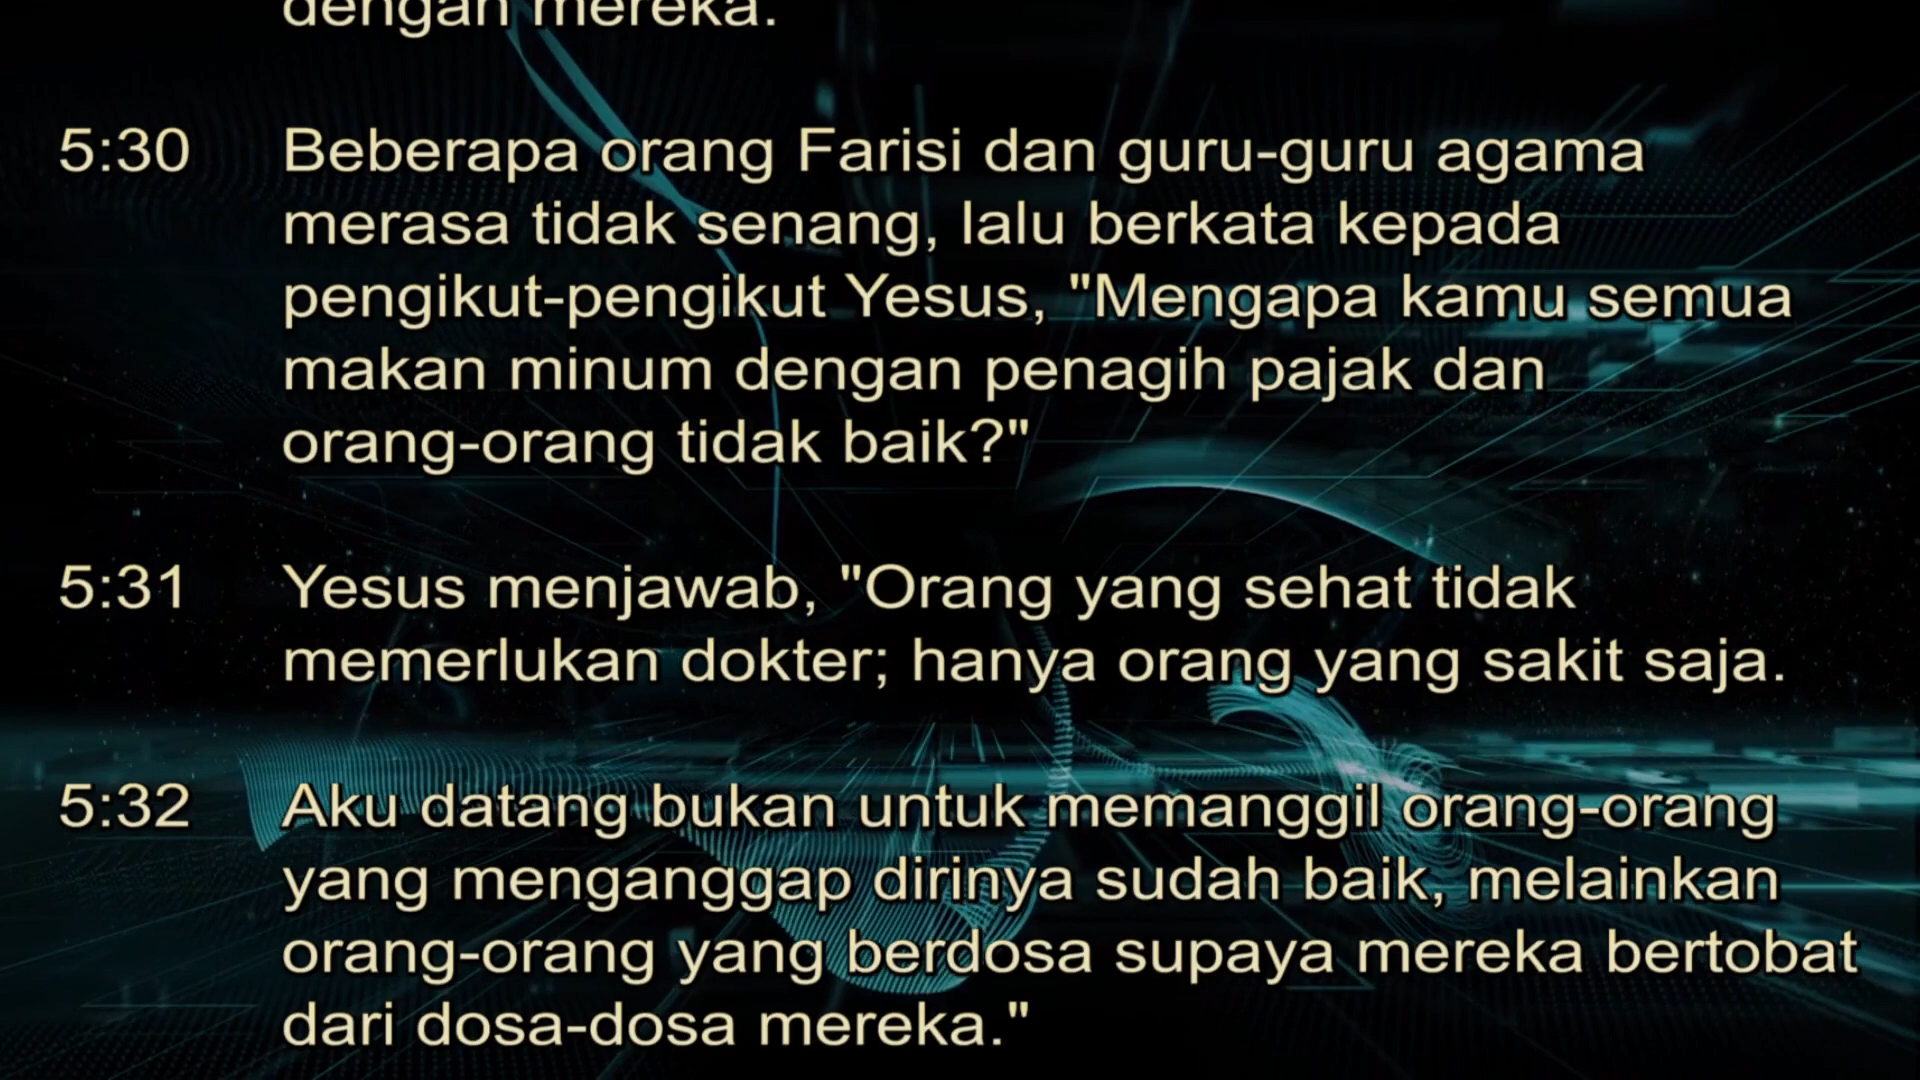 dengan mereka.
5:30 Beberapa orang Farisi dan guru-guru agama
merasa tidak senang, lalu berkata kepada
pengikut-pengikut Yesus, "Mengapa kamu semua
makan minum dengan penagih pajak dan
orang-orang tidak baik?"
5:31 Yesus menjawab, "Orang yang sehat tidak
memerlukan dokter; hanya orang yang sakit saja.
5:32 Aku datang bukan untuk memanggil orang-orang
yang menganggap dirinya sudah baik, melainkan
orang-orang yang berdosa supaya mereka bertobat
dari dosa-dosa mereka."